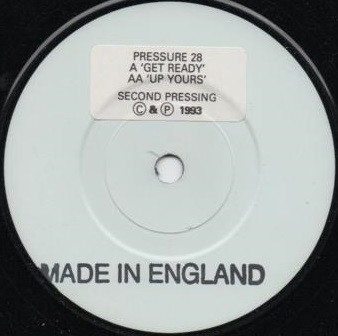 PRESSURE 28
A 'GET READY'
AA 'UP YOURS'
SECOND PRESSING
© & ℗ 1993
MADE IN ENGLAND